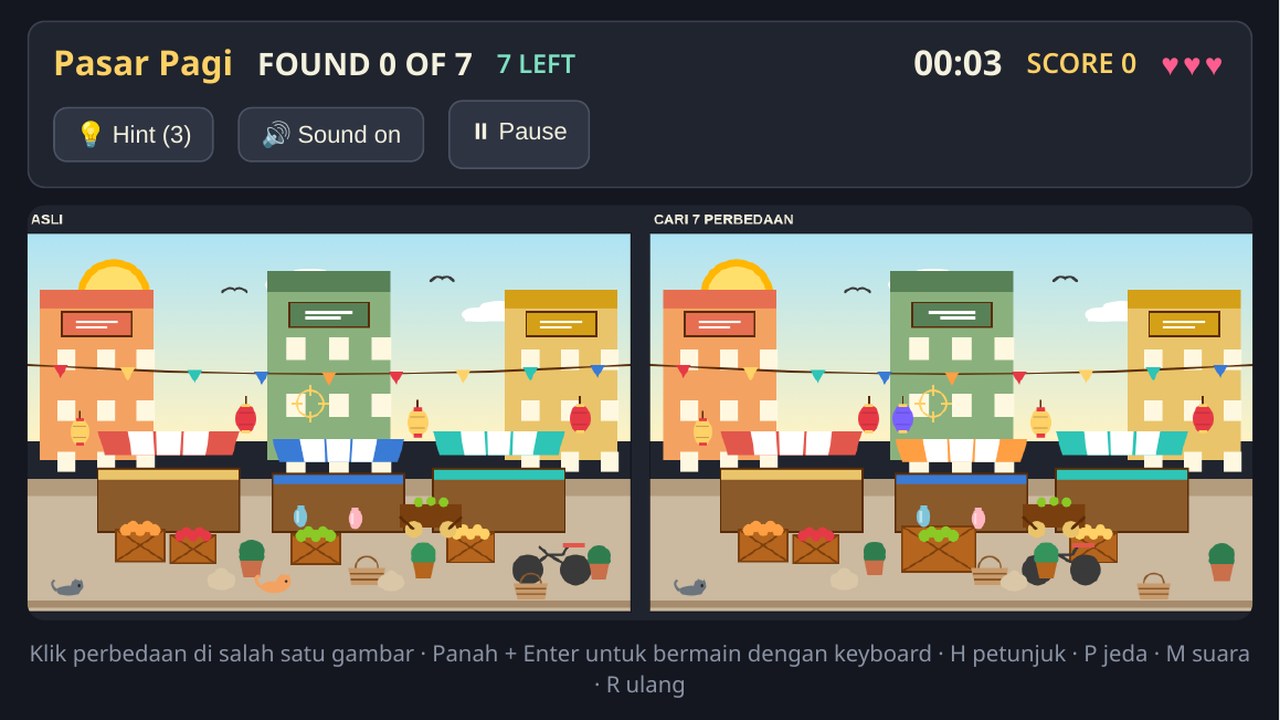 Pasar Pagi FOUND 0 OF 7 7 LEFT 00:03 SCORE 0 ♥♥♥
💡 Hint (3) 🔊 Sound on ⏸ Pause
ASLI CARI 7 PERBEDAAN
Klik perbedaan di salah satu gambar · Panah + Enter untuk bermain dengan keyboard · H petunjuk · P jeda · M suara
· R ulang